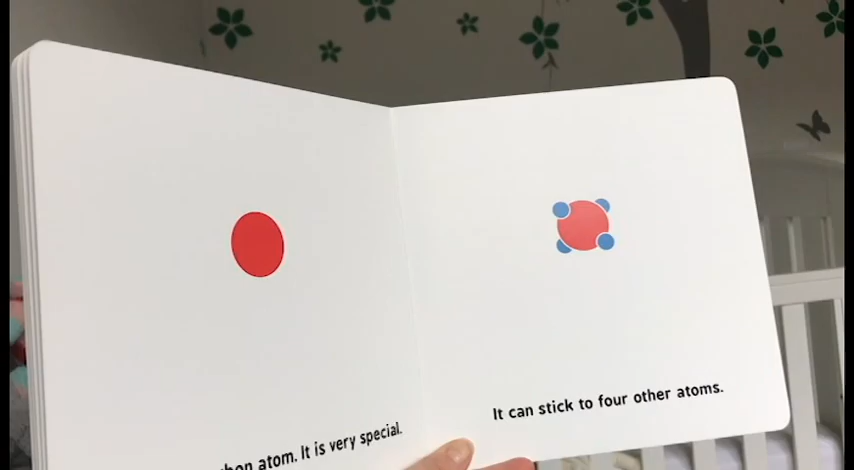 atom. It is very special.
It can stick to four other atoms.